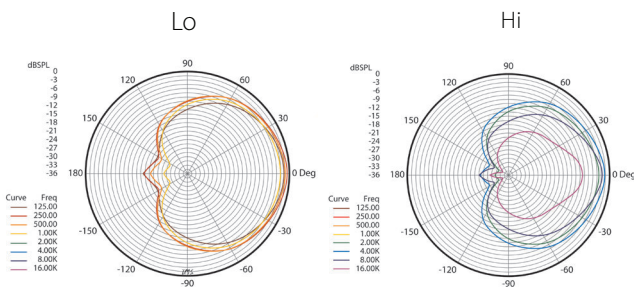 Lo
dBSPL
0
-3
-6
-9
-12
-15
-18
-21
-24
-27
-30
-33
-36
90
120
60
30
180
0 Deg
-150
-30
-120
-60
-90
Curve Freq
125.00
250.00
500.00
1.00K
2.00K
4.00K
8.00K
16.00K
Hi
dBSPL
0
-3
-6
-9
-12
-15
-18
-21
-24
-27
-30
-33
-36
90
120
60
30
180
0 Deg
-150
-30
-120
-60
-90
Curve Freq
125.00
250.00
500.00
1.00K
2.00K
4.00K
8.00K
16.00K